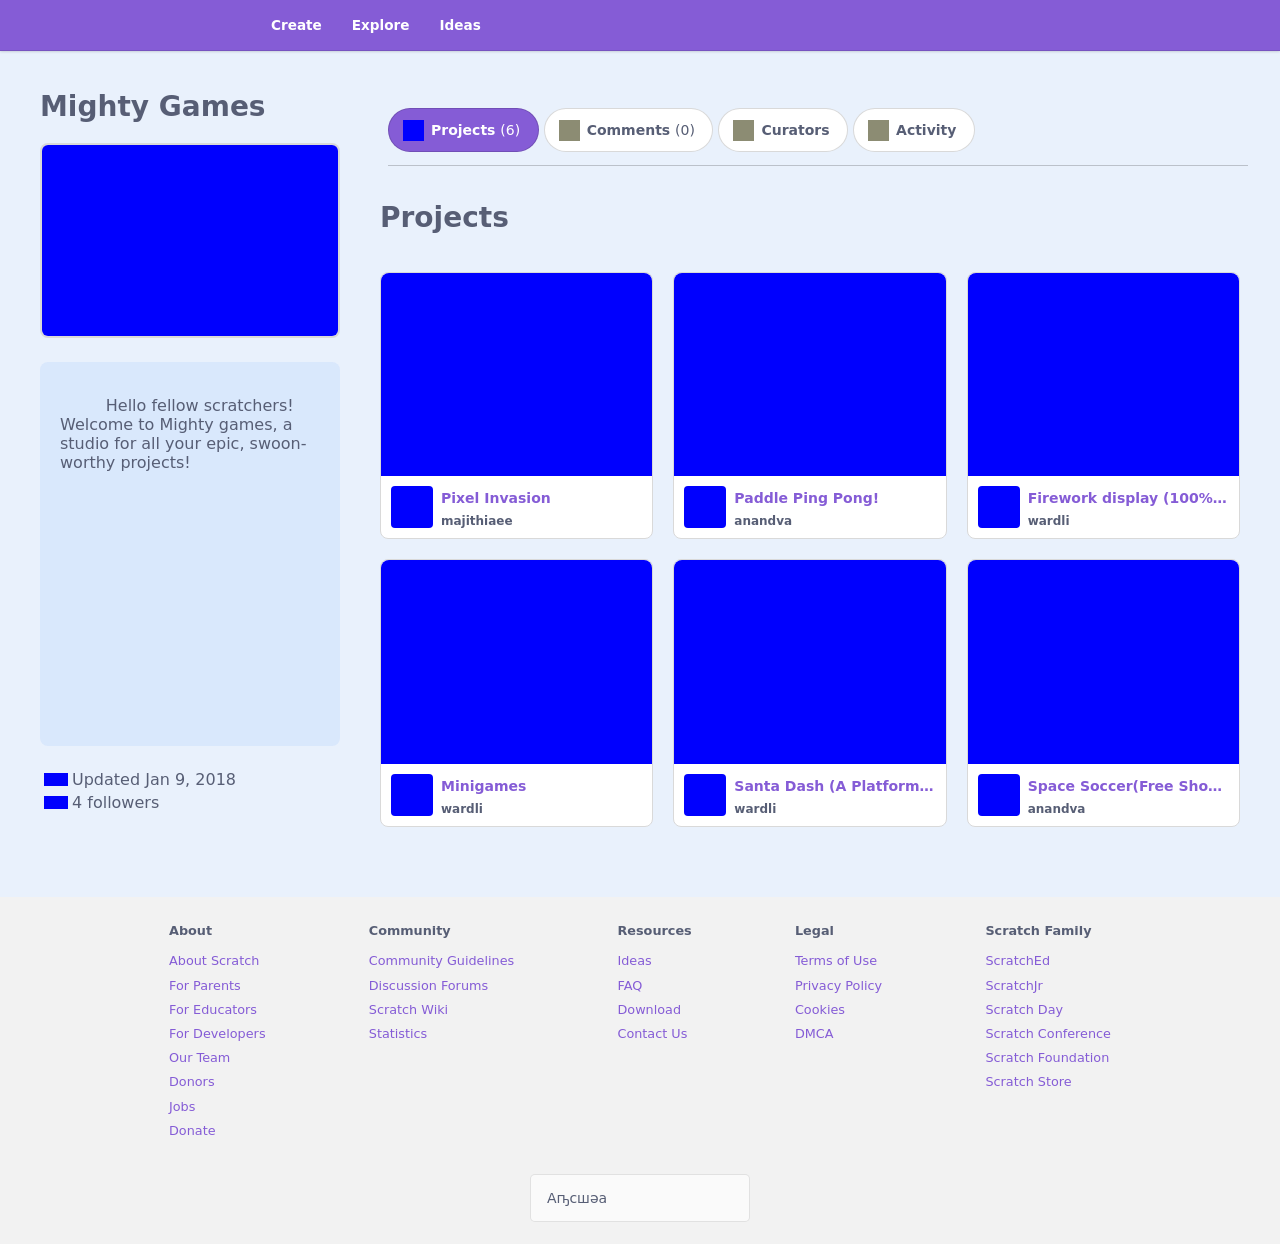 Create Explore Ideas
Mighty Games
Projects (6) Comments (0) Curators Activity
Hello fellow scratchers!
Welcome to Mighty games, a
studio for all your epic, swoon-
worthy projects!
Updated Jan 9, 2018
4 followers
Projects
Pixel Invasion
majithiaee
Paddle Ping Pong!
anandva
Firework display (100%...
wardli
Minigames
wardli
Santa Dash (A Platform...
wardli
Space Soccer(Free Sho...
anandva
About
About Scratch
For Parents
For Educators
For Developers
Our Team
Donors
Jobs
Donate
Community
Community Guidelines
Discussion Forums
Scratch Wiki
Statistics
Resources
Ideas
FAQ
Download
Contact Us
Legal
Terms of Use
Privacy Policy
Cookies
DMCA
Scratch Family
ScratchEd
ScratchJr
Scratch Day
Scratch Conference
Scratch Foundation
Scratch Store
Аҧсшәа